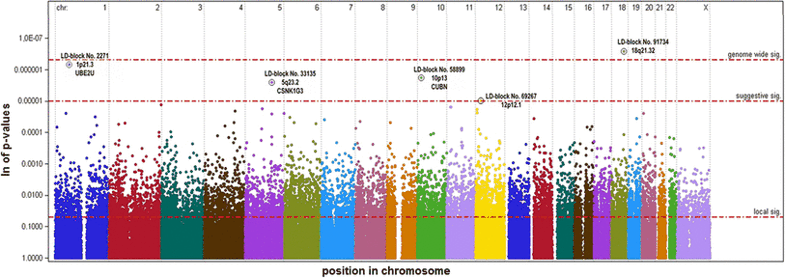 chr: 1 2 3 4 5 6 7 8 9 10 11 12 13 14 15 16 17 18 19 20 21 22 X
1,0E-07
LD-block No. 91734
18q21.32
genome wide sig.
LD-block No. 2271
1p21.3
UBE2U
0.000001
LD-block No. 33135
5q23.2
CSNK1G3
LD-block No. 58899
10p13
CUBN
suggestive sig.
0.00001
LD-block No. 69267
12p12.1
0.0001
0.0010
0.0100
local sig.
0.1000
1.0000
ln of p-values
position in chromosome